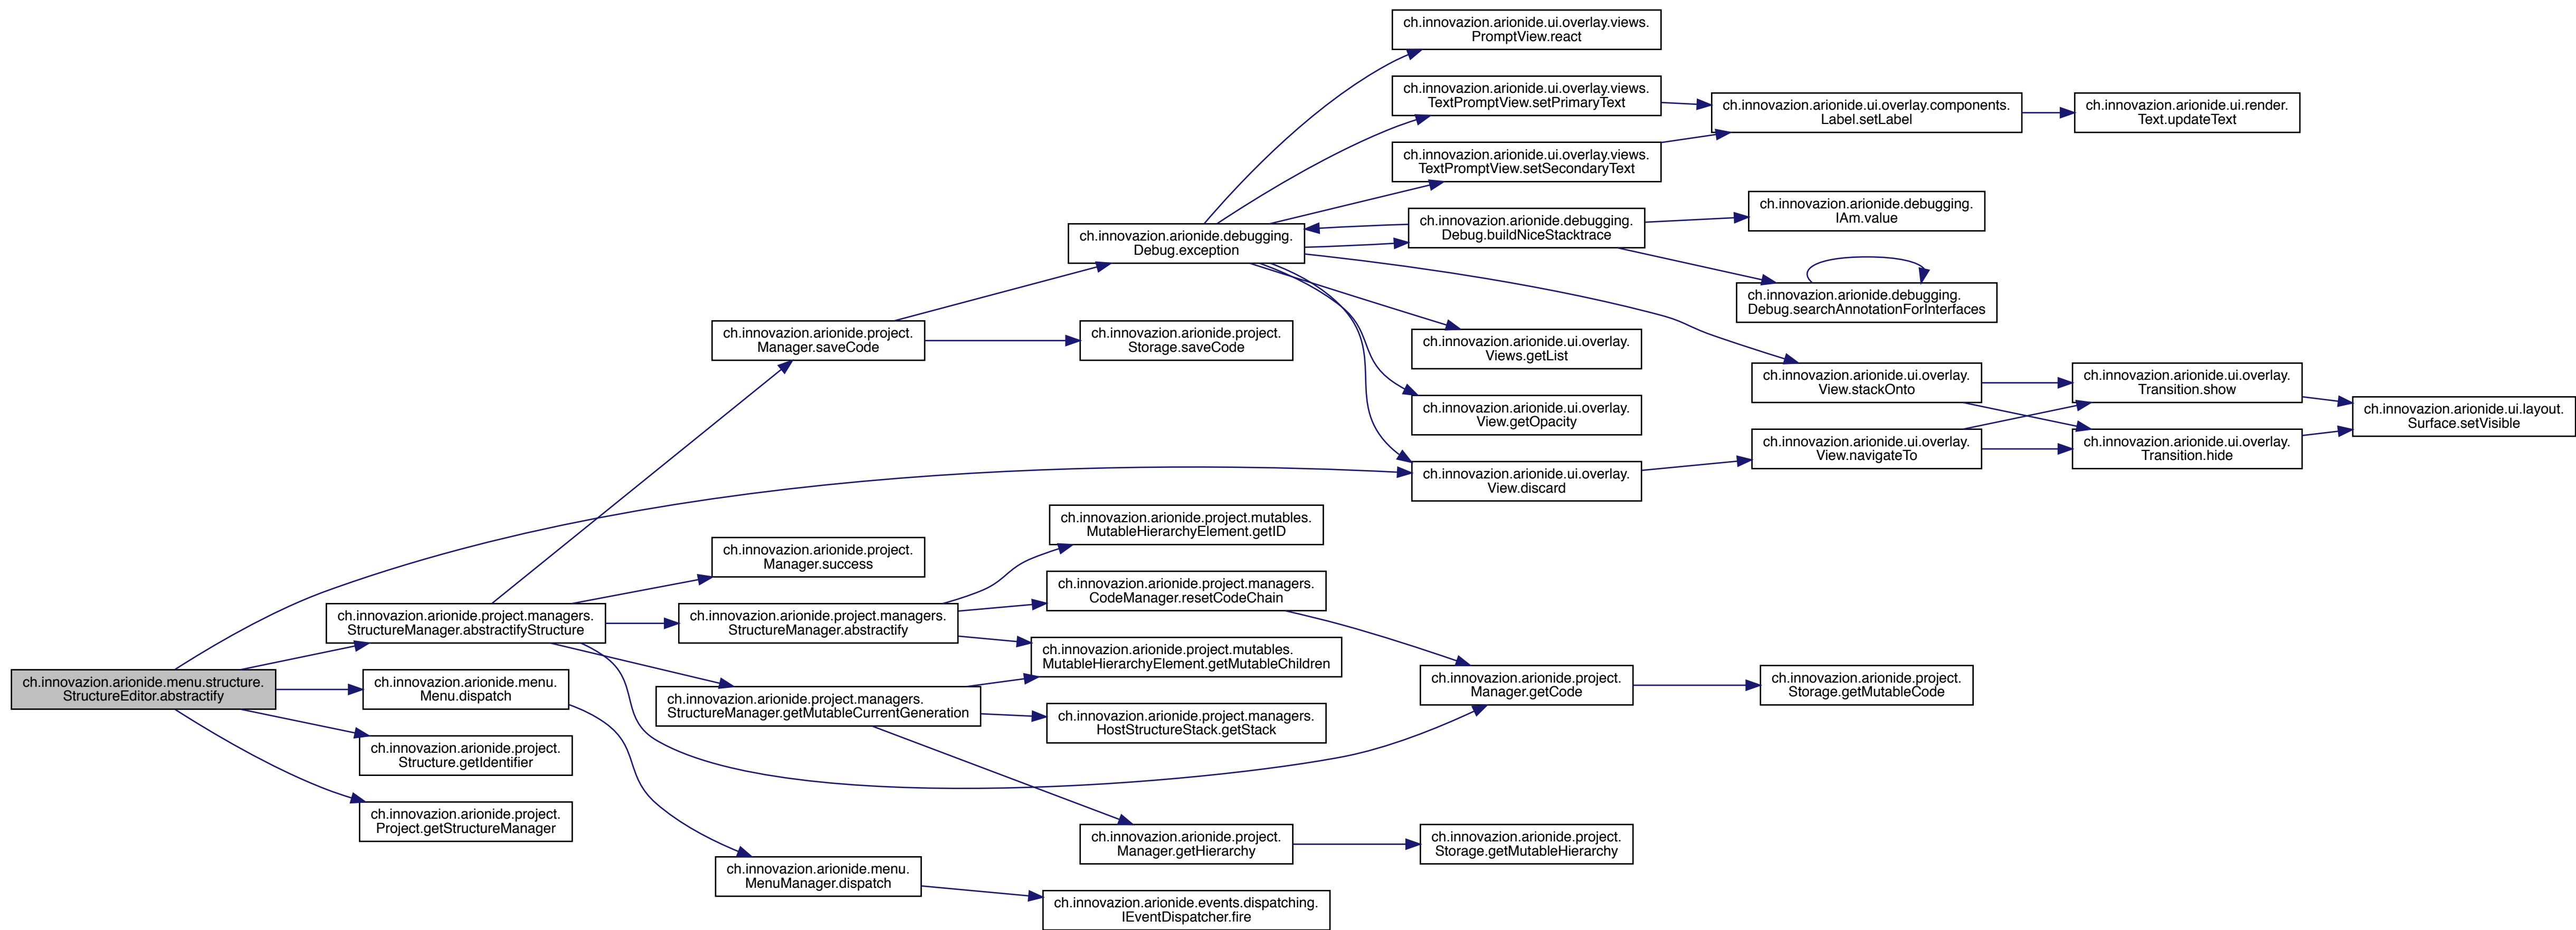 ch.innovazion.arionide.ui.overlay.views.
PromptView.react
ch.innovazion.arionide.ui.overlay.views.
TextPromptView.setPrimaryText
ch.innovazion.arionide.ui.overlay.components.
Label.setLabel
ch.innovazion.arionide.ui.render.
Text.updateText
ch.innovazion.arionide.ui.overlay.views.
TextPromptView.setSecondaryText
ch.innovazion.arionide.debugging.
IAm.value
ch.innovazion.arionide.debugging.
Debug.buildNiceStacktrace
ch.innovazion.arionide.debugging.
Debug.exception
ch.innovazion.arionide.debugging.
Debug.searchAnnotationForInterfaces
ch.innovazion.arionide.project.
Manager.saveCode
ch.innovazion.arionide.project.
Storage.saveCode
ch.innovazion.arionide.ui.overlay.
Views.getList
ch.innovazion.arionide.ui.overlay.
View.stackOnto
ch.innovazion.arionide.ui.overlay.
Transition.show
ch.innovazion.arionide.ui.layout.
Surface.setVisible
ch.innovazion.arionide.ui.overlay.
View.getOpacity
ch.innovazion.arionide.ui.overlay.
View.navigateTo
ch.innovazion.arionide.ui.overlay.
Transition.hide
ch.innovazion.arionide.ui.overlay.
View.discard
ch.innovazion.arionide.project.mutables.
MutableHierarchyElement.getID
ch.innovazion.arionide.project.
Manager.success
ch.innovazion.arionide.project.managers.
CodeManager.resetCodeChain
ch.innovazion.arionide.project.managers.
StructureManager.abstractifyStructure
ch.innovazion.arionide.project.managers.
StructureManager.abstractify
ch.innovazion.arionide.project.mutables.
MutableHierarchyElement.getMutableChildren
ch.innovazion.arionide.menu.structure.
StructureEditor.abstractify
ch.innovazion.arionide.menu.
Menu.dispatch
ch.innovazion.arionide.project.managers.
StructureManager.getMutableCurrentGeneration
ch.innovazion.arionide.project.
Manager.getCode
ch.innovazion.arionide.project.
Storage.getMutableCode
ch.innovazion.arionide.project.managers.
HostStructureStack.getStack
ch.innovazion.arionide.project.
Structure.getIdentifier
ch.innovazion.arionide.project.
Project.getStructureManager
ch.innovazion.arionide.project.
Manager.getHierarchy
ch.innovazion.arionide.project.
Storage.getMutableHierarchy
ch.innovazion.arionide.menu.
MenuManager.dispatch
ch.innovazion.arionide.events.dispatching.
IEventDispatcher.fire